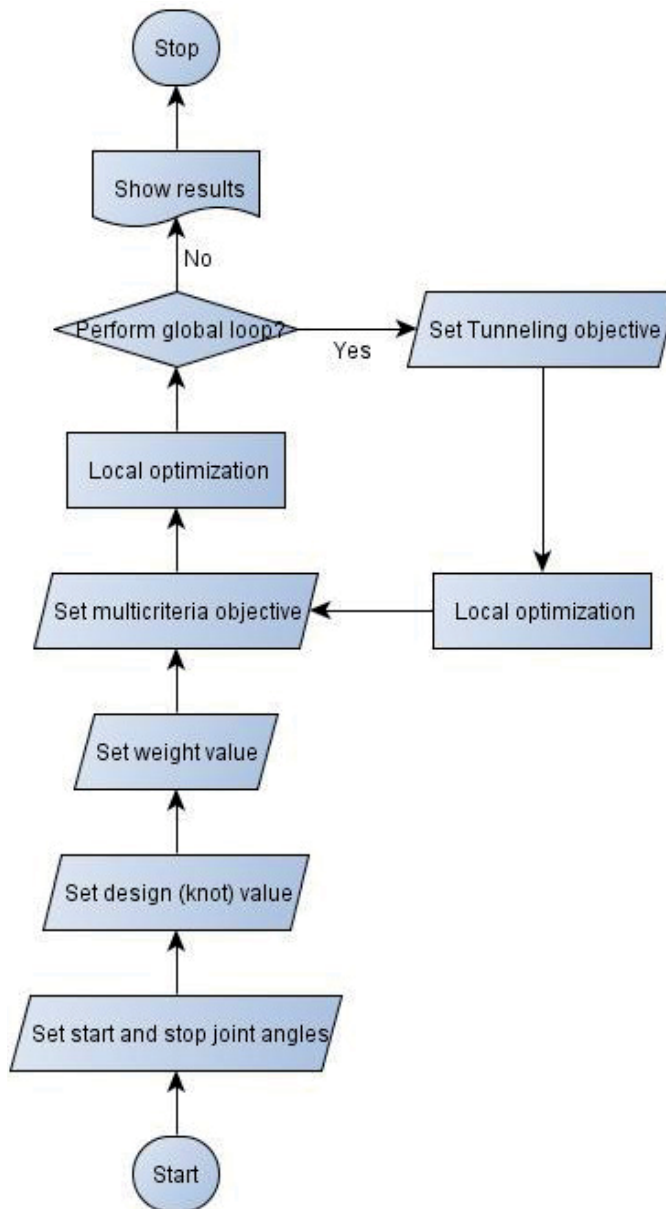 Stop
Show results
No
Perform global loop?
Yes
Set Tunneling objective
Local optimization
Set multicriteria objective
Local optimization
Set weight value
Set design (knot) value
Set start and stop joint angles
Start